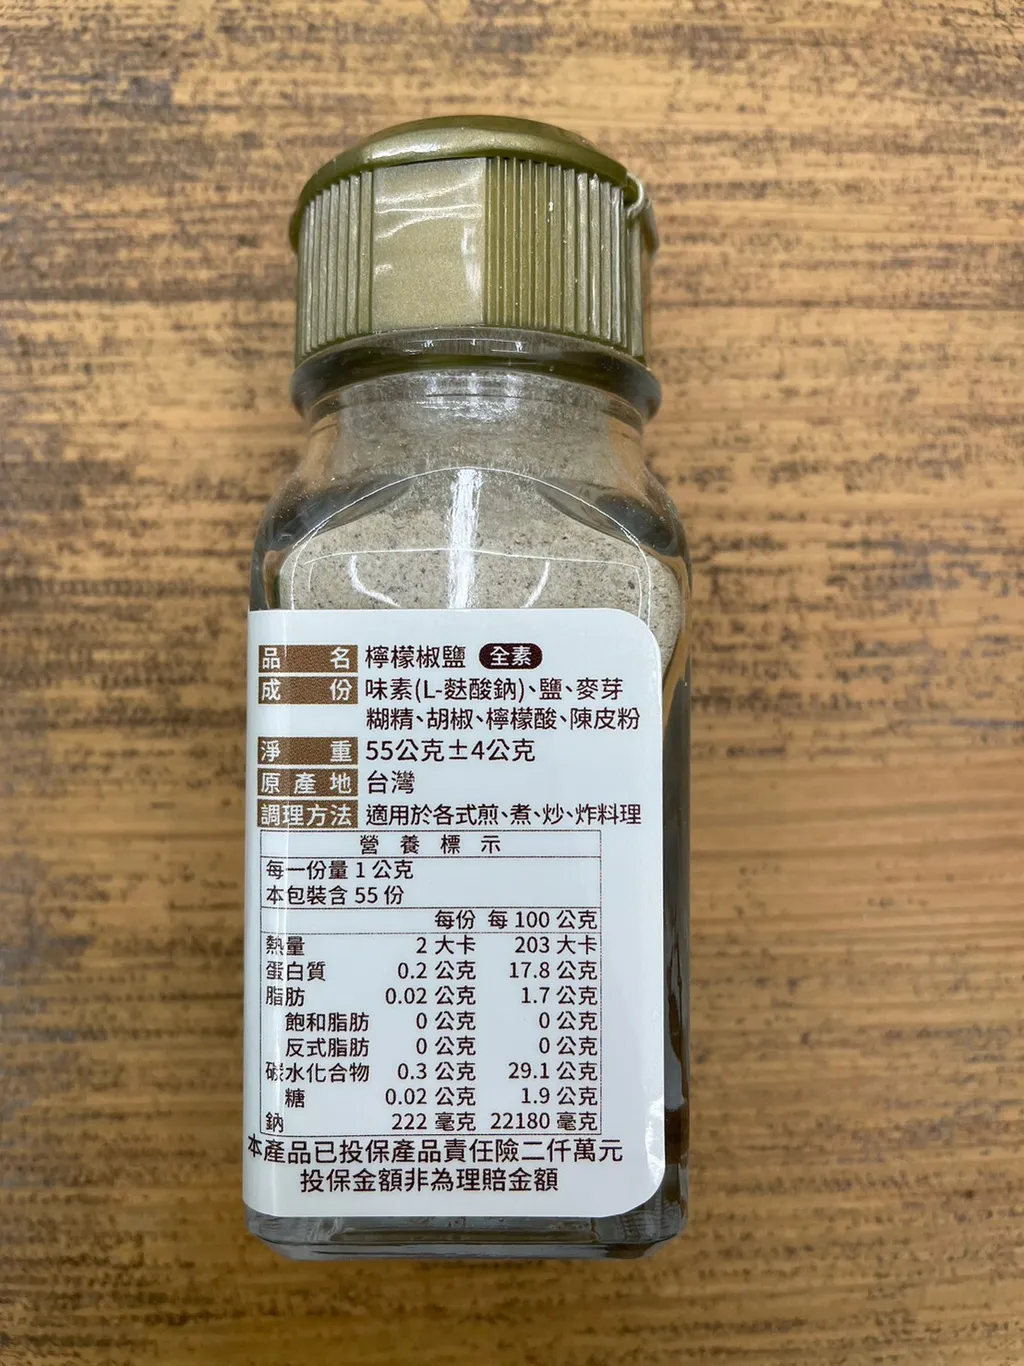 品名 檸檬椒鹽 全素
成份 味素(L-麩酸鈉)、鹽、麥芽
糊精、胡椒、檸檬酸、陳皮粉
淨重 55公克±4公克
原產地 台灣
調理方法 適用於各式煎、煮、炒、炸料理
營養標示
每一份量 1 公克
本包裝含 55 份
每份 每 100 公克
熱量 2 大卡 203 大卡
蛋白質 0.2 公克 17.8 公克
脂肪 0.02 公克 1.7 公克
飽和脂肪 0 公克 0 公克
反式脂肪 0 公克 0 公克
碳水化合物 0.3 公克 29.1 公克
糖 0.02 公克 1.9 公克
鈉 222 毫克 22180 毫克
本產品已投保產品責任險二仟萬元
投保金額非為理賠金額